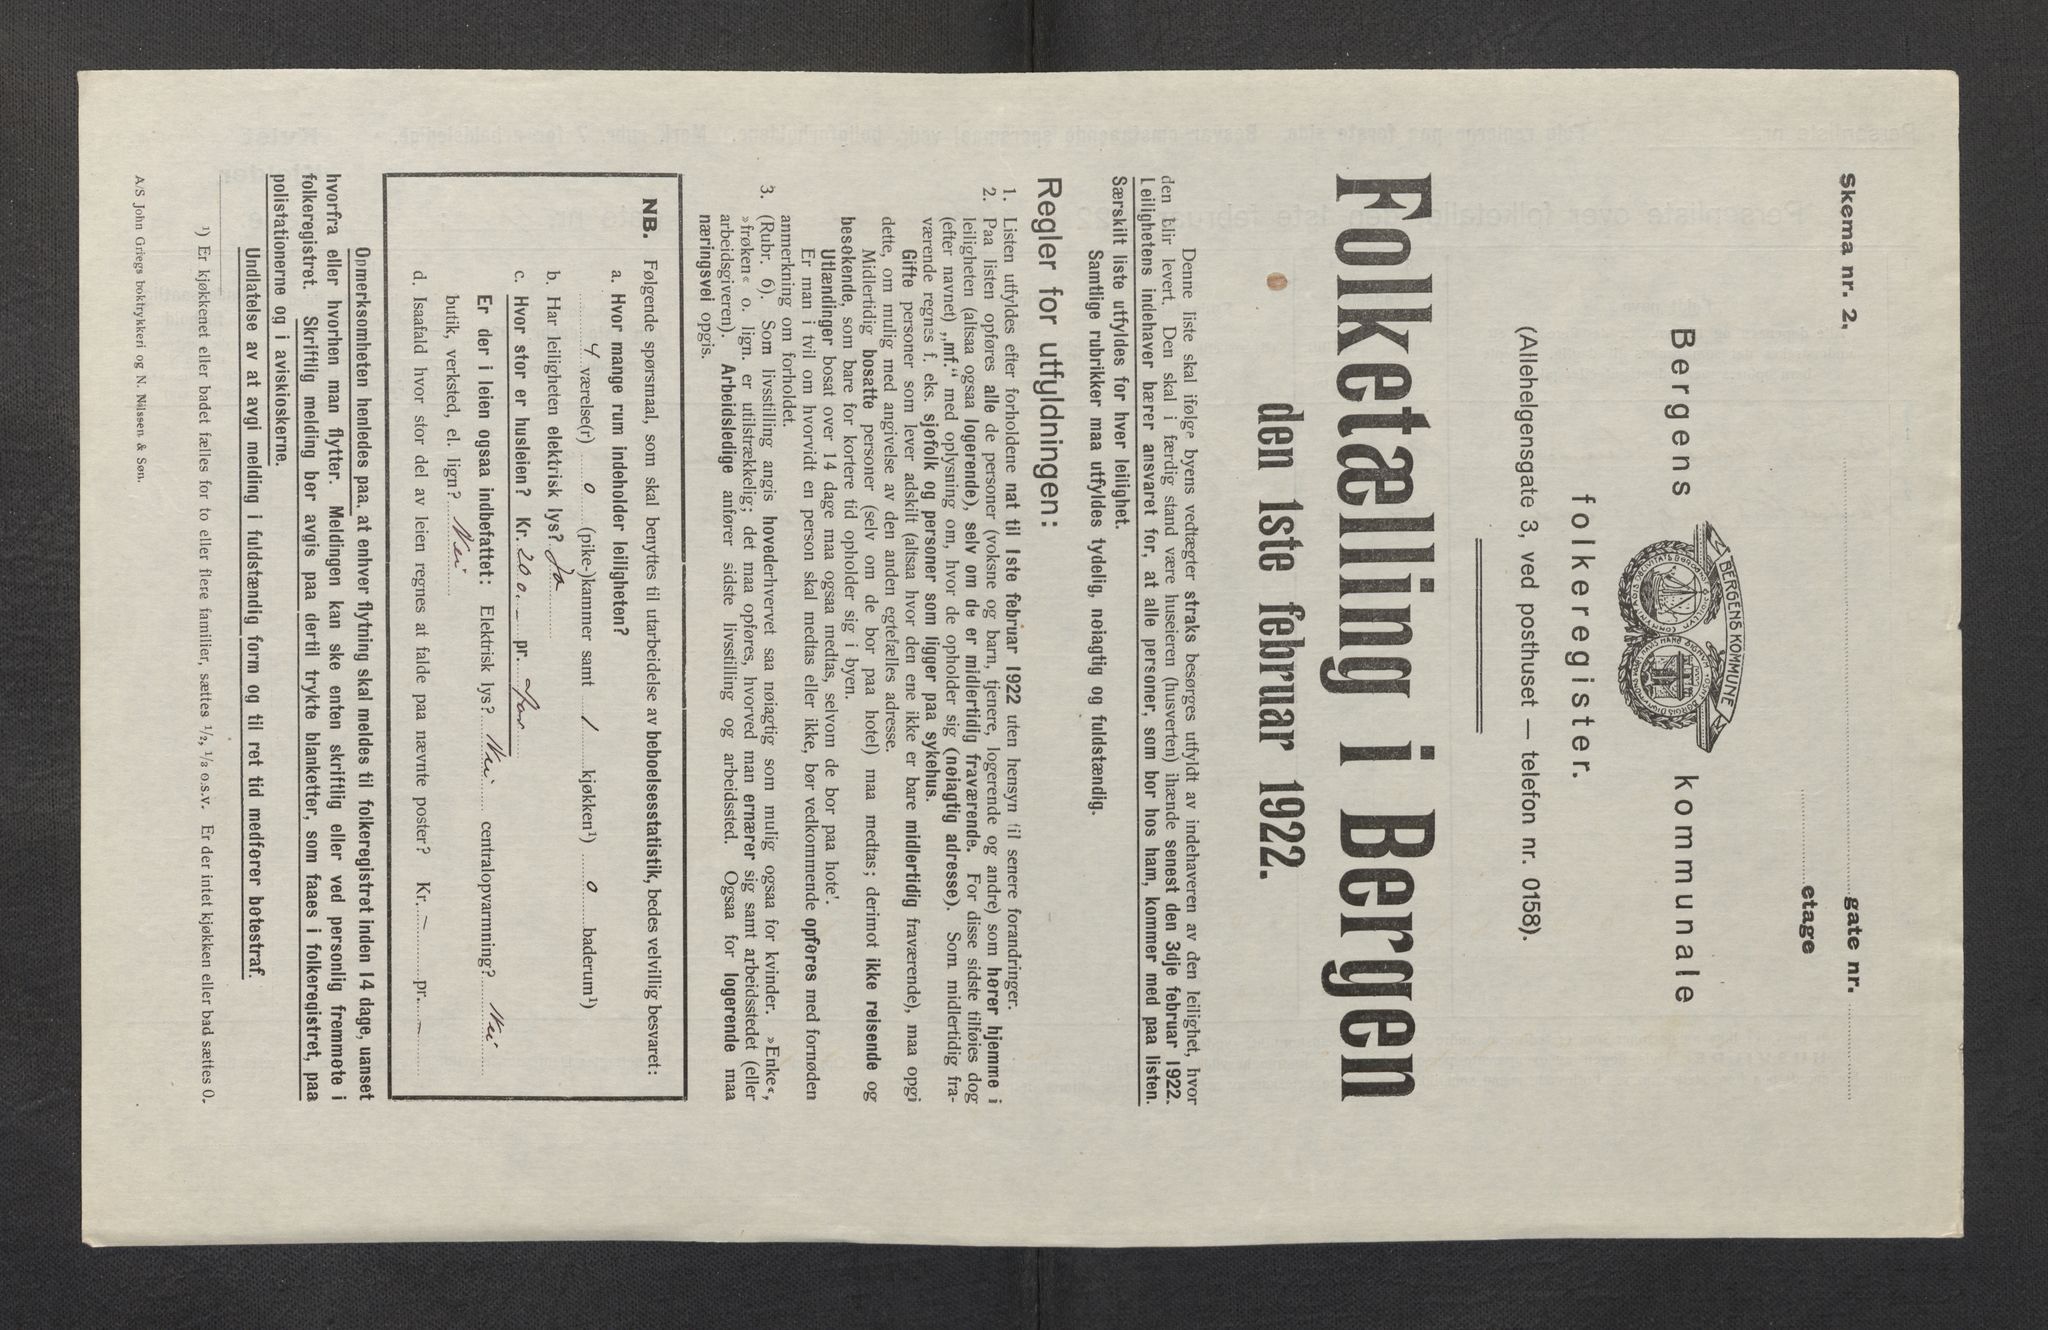 Skema nr. 2, gate nr.
etage
Bergens kommunale
BERGENS KOMMUNE
folkeregister.
(Allehelgensgate 3, ved posthuset — telefon nr. 0158).
Folketælling i Bergen
den 1ste februar 1922.
Denne liste skal ifølge byens vedtægter straks besørges utfyldt av indehaveren av den leilighet, hvor
den blir levert. Den skal i færdig stand være huseieren (husverten) ihænde senest den 3dje februar 1922.
Leilighetens indehaver bærer ansvaret for, at alle personer, som bor hos ham, kommer med paa listen.
Særskilt liste utfyldes for hver leilighet.
Samtlige rubrikker maa utfyldes tydelig, nøiagtig og fuldstændig.
Regler for utfyldningen:
1. Listen utfyldes efter forholdene nat til 1ste februar 1922 uten hensyn til senere forandringer.
2. Paa listen opføres alle de personer (voksne og barn, tjenere, logerende og andre) som hører hjemme i
leiligheten (altsaa ogsaa logerende), selv om de er midlertidig fraværende. For disse sidste tilføies dog
(efter navnet) „mf.“ med oplysning om, hvor de opholder sig (nøiagtig adresse). Som midlertidig fra-
værende regnes f. eks. sjøfolk og personer som ligger paa sykehus.
Gifte personer som lever adskilt (altsaa hvor den ene ikke er bare midlertidig fraværende), maa opgi
dette, om mulig med angivelse av den anden egtefælles adresse.
Midlertidig bosatte personer (selv om de bor paa hotel) maa medtas; derimot ikke reisende og
besøkende, som bare for kortere tid opholder sig i byen.
Utlændinger bosat over 14 dage maa ogsaa medtas, selvom de bor paa hotel.
Er man i tvil om hvorvidt en person skal medtas eller ikke, bør vedkommende opføres med fornøden
anmerkning om forholdet.
3. (Rubr. 6). Som livsstilling angis hovederhvervet saa nøiagtig som mulig ogsaa for kvinder. »Enke«,
»frøken« o. lign. er utilstrækkelig; det maa opføres, hvorved man ernærer sig samt arbeidsstedet (eller
arbeidsgiveren). Arbeidsledige anfører sidste livsstilling og arbeidssted. Ogsaa for logerende maa
næringsvei opgis.
NB. Følgende spørsmaal, som skal benyttes til utarbeidelse av beboelsesstatistik, bedes velvillig besvaret:
a. Hvor mange rum indeholder leiligheten?
4 værelse(r) 0 (pike-)kammer samt 1 kjøkken¹) 0 baderum¹)
b. Har leiligheten elektrisk lys? Ja
c. Hvor stor er husleien? Kr. 200.— pr.
Er der i leien ogsaa indbefattet: Elektrisk lys? Nei centralopvarmning? Nei
butik, verksted, el. lign? Nei
d. Isaafald hvor stor del av leien regnes at falde paa nævnte poster? Kr. — pr. —
Opmerksomheten henledes paa, at enhver flytning skal meldes til folkeregistret inden 14 dage, uanset
hvorfra eller hvorhen man flytter. Meldingen kan ske enten skriftlig eller ved personlig fremmøte i
folkeregistret. Skriftlig melding bør avgis paa dertil trykte blanketter, som faaes i folkeregistret, paa
polistationerne og i aviskioskerne.
Undlatelse av at avgi melding i fuldstændig form og til ret tid medfører bøtestraf.
¹) Er kjøkkenet eller badet fælles for to eller flere familier, sættes ¹/₂, ¹/₃ o.s.v. Er der intet kjøkken eller bad sættes 0.
A/S John Griegs boktrykkeri og N. Nilssen & Søn.